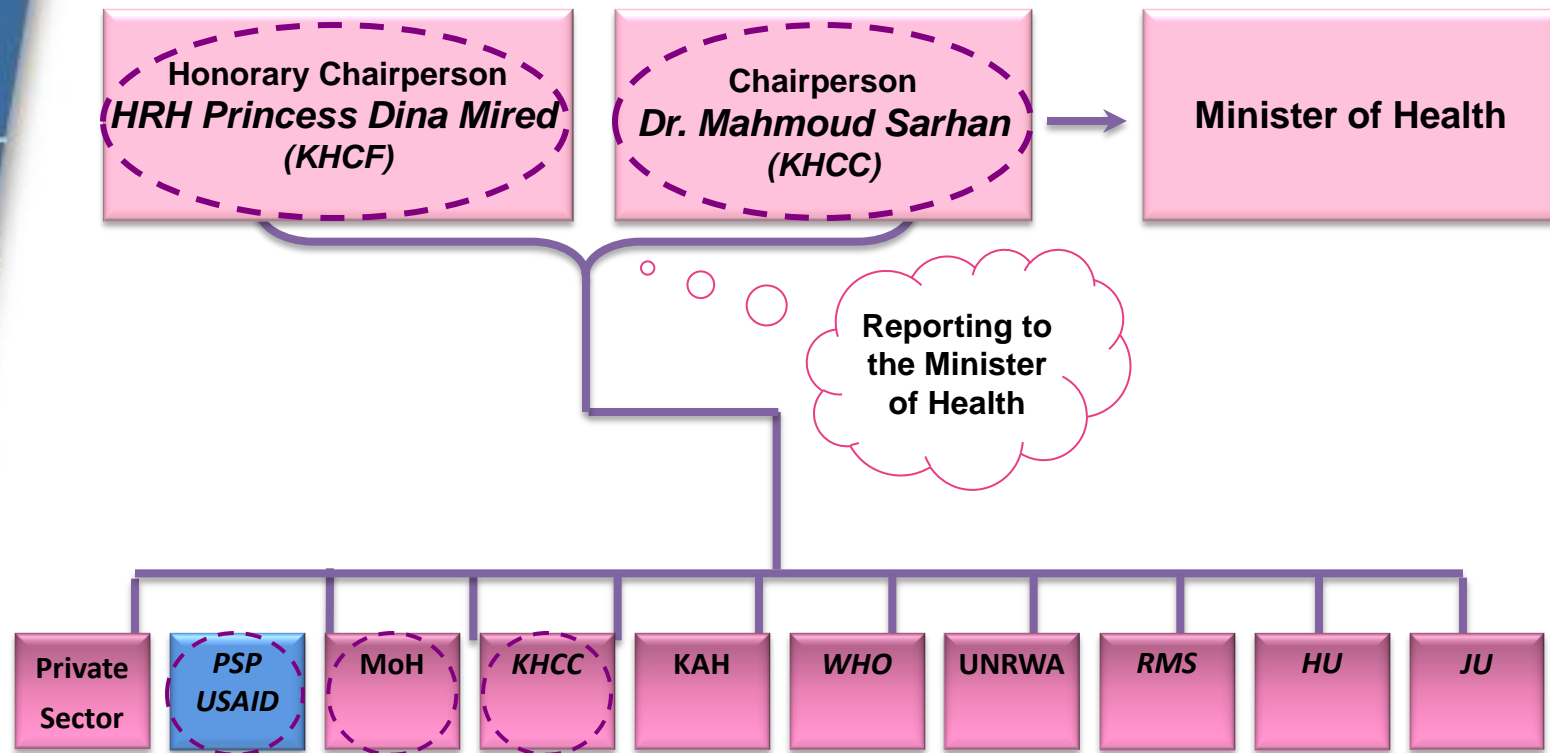 Honorary Chairperson
HRH Princess Dina Mired
(KHCF)
Chairperson
Dr. Mahmoud Sarhan
(KHCC)
Minister of Health
Reporting to
the Minister
of Health
Private
Sector
PSP
USAID
MoH
KHCC
KAH
WHO
UNRWA
RMS
HU
JU